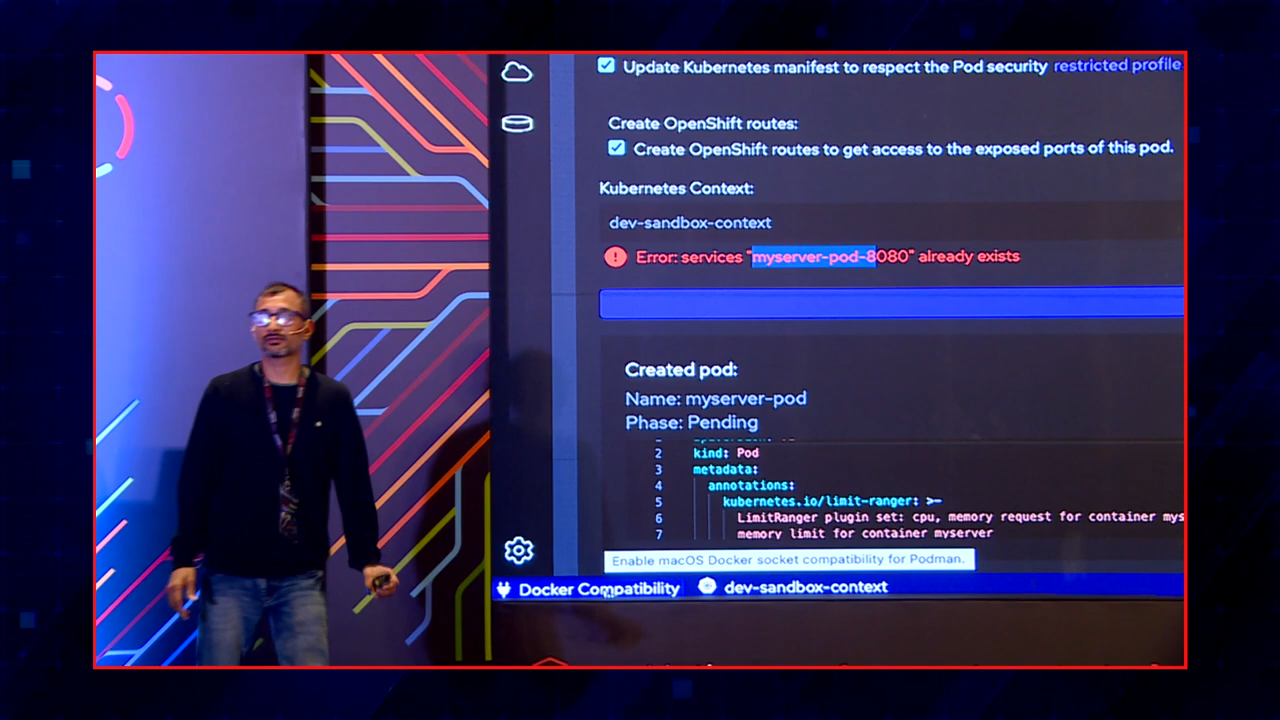 Update Kubernetes manifest to respect the Pod security restricted profile
Create OpenShift routes:
Create OpenShift routes to get access to the exposed ports of this pod.
Kubernetes Context:
dev-sandbox-context
Error: services "myserver-pod-8080" already exists
Created pod:
Name: myserver-pod
Phase: Pending
2 kind: Pod
3 metadata:
4 annotations:
5 kubernetes.io/limit-ranger: >-
6 LimitRanger plugin set: cpu, memory request for container mys
7 memory limit for container myserver
Enable macOS Docker socket compatibility for Podman.
Docker Compatibility dev-sandbox-context